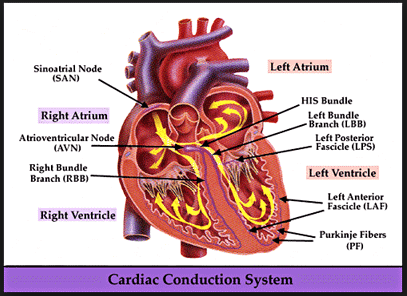 Sinoatrial Node
(SAN)
Left Atrium
Right Atrium
HIS Bundle
Left Bundle
Branch (LBB)
Atrioventricular Node
(AVN)
Left Posterior
Fascicle (LPS)
Right Bundle
Branch (RBB)
Left Ventricle
Left Anterior
Fascicle (LAF)
Right Ventricle
Purkinje Fibers
(PF)
Cardiac Conduction System